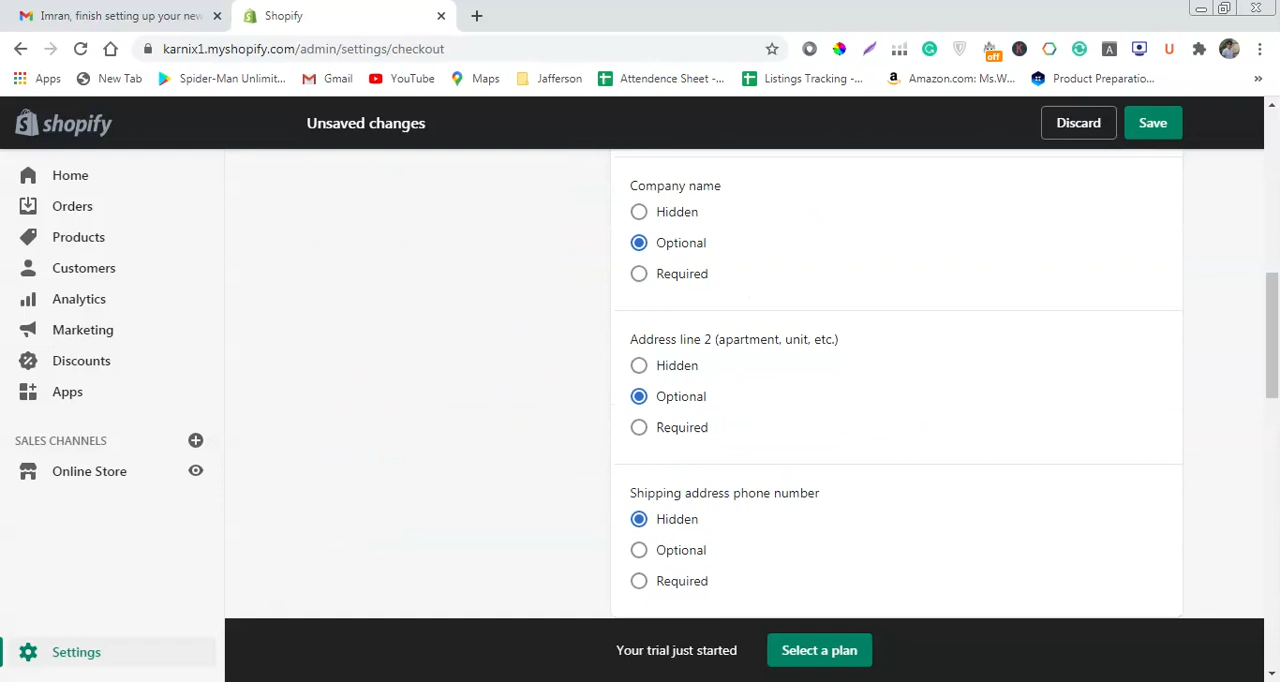 Imran, finish setting up your new
Shopify
karnix1.myshopify.com/admin/settings/checkout
off
Apps
New Tab
Spider-Man Unlimit...
Gmail
YouTube
Maps
Jafferson
Attendence Sheet -...
Listings Tracking -...
Amazon.com: Ms.W...
Product Preparatio...
»
shopify
Unsaved changes
Discard
Save
Home
Orders
Products
Customers
Analytics
Marketing
Discounts
Apps
SALES CHANNELS
Online Store
Settings
Company name
Hidden
Optional
Required
Address line 2 (apartment, unit, etc.)
Hidden
Optional
Required
Shipping address phone number
Hidden
Optional
Required
Your trial just started
Select a plan